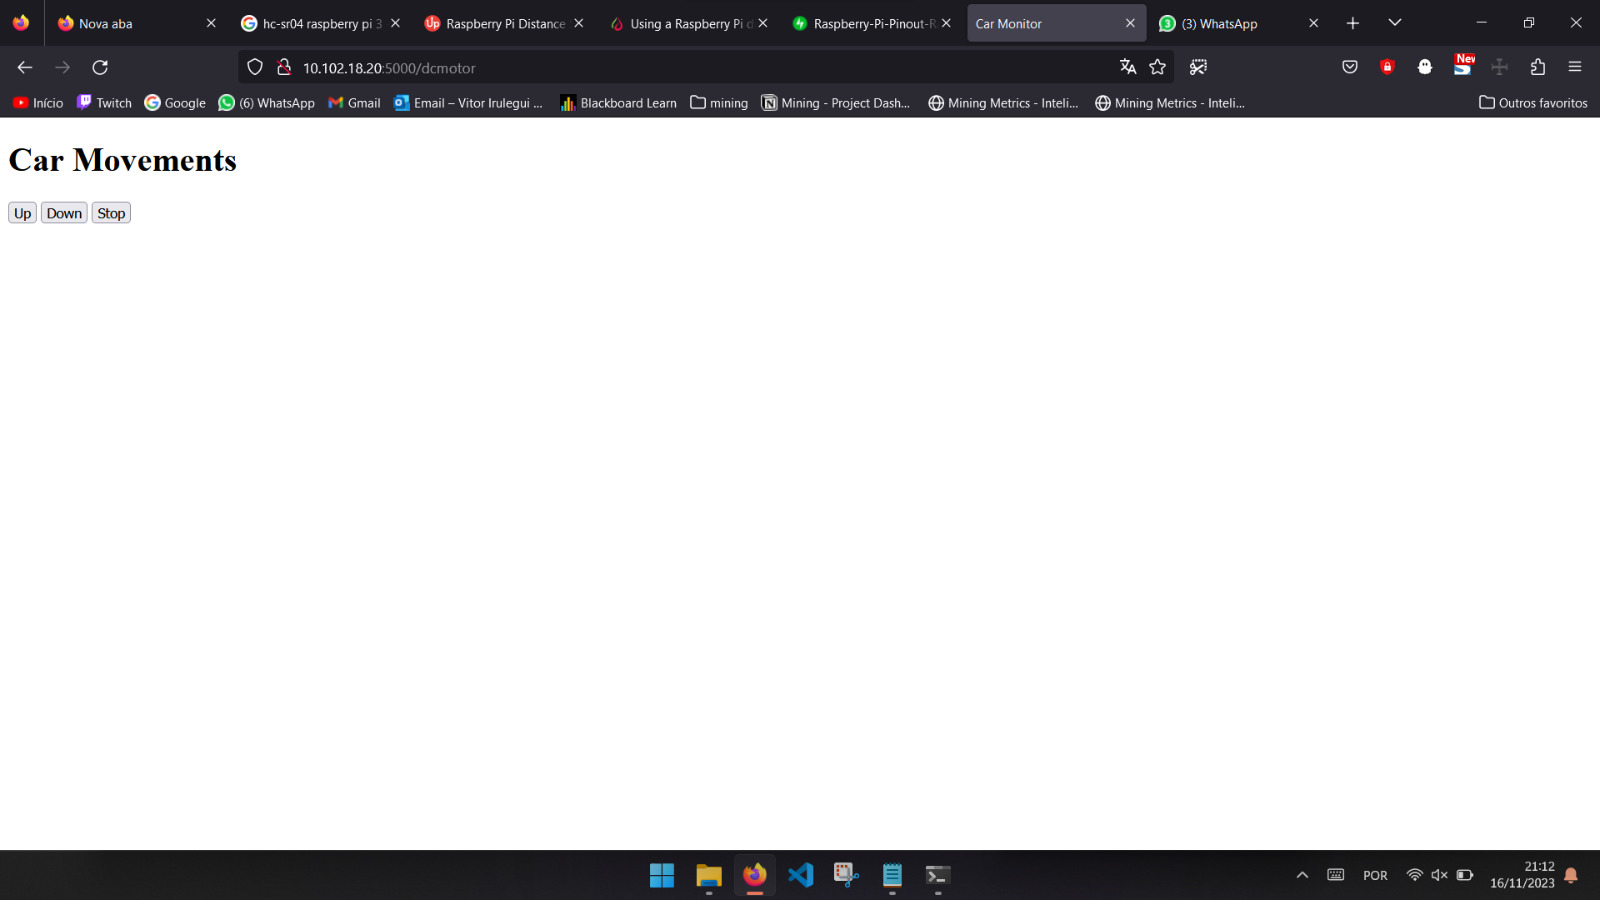 Nova aba
hc-sr04 raspberry pi 3
Raspberry Pi Distance
Using a Raspberry Pi d
Raspberry-Pi-Pinout-R
Car Monitor
(3) WhatsApp
10.102.18.20:5000/dcmotor
New
Início
Twitch
Google
(6) WhatsApp
Gmail
Email – Vitor Irulegui ...
Blackboard Learn
mining
Mining - Project Dash...
Mining Metrics - Inteli...
Mining Metrics - Inteli...
Outros favoritos
Car Movements
Up Down Stop
POR
21:12
16/11/2023